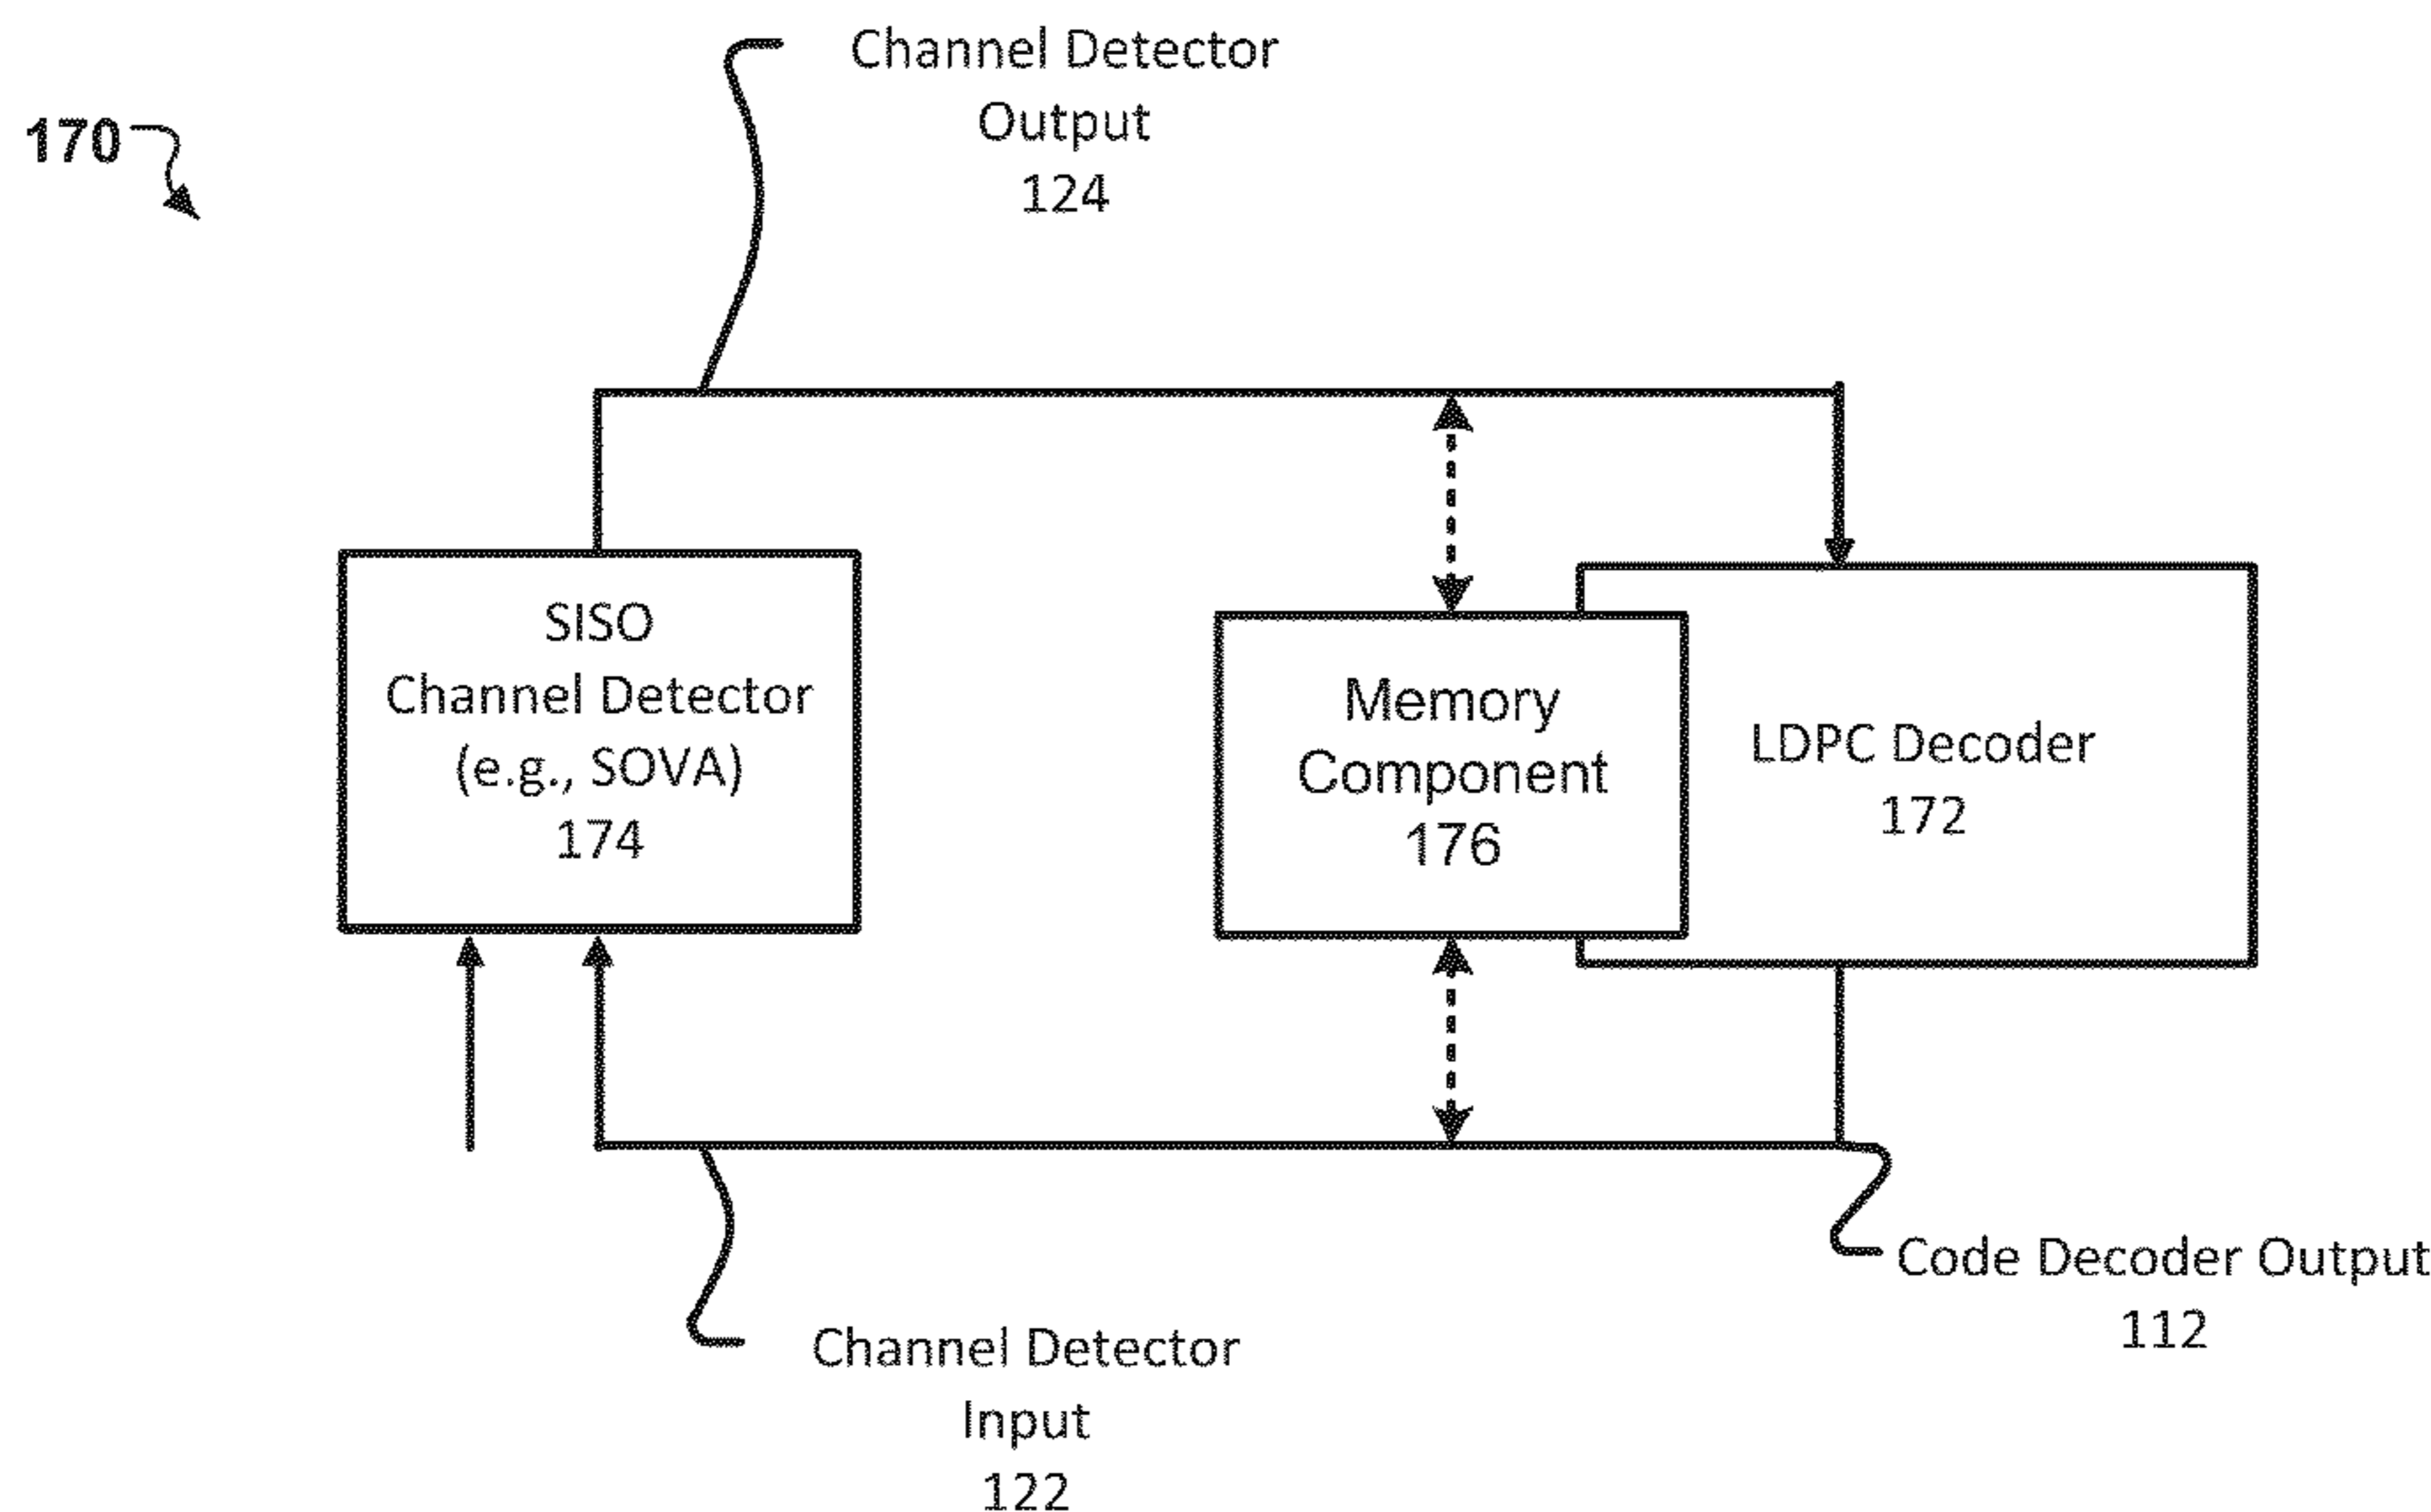 Channel Detector
Output
124
170
SISO
Channel Detector
(e.g., SOVA)
174
Memory
Component
176
LDPC Decoder
172
Code Decoder Output
112
Channel Detector
Input
122